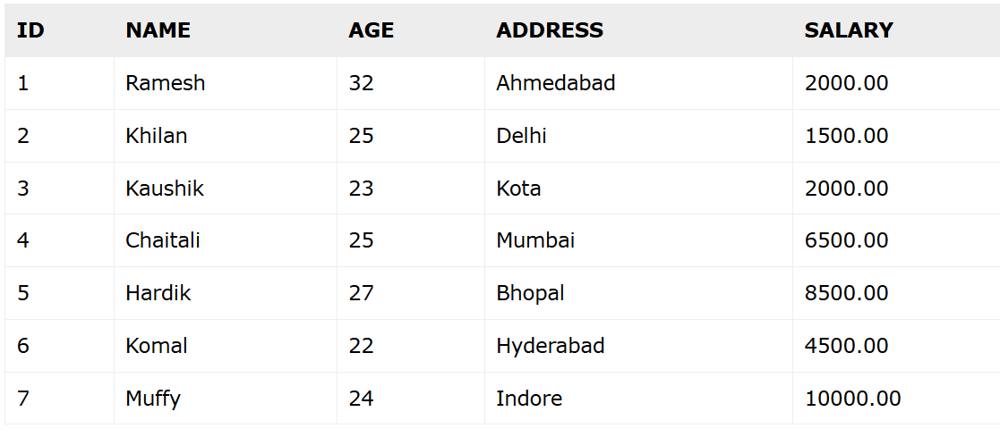 ID NAME AGE ADDRESS SALARY
1 Ramesh 32 Ahmedabad 2000.00
2 Khilan 25 Delhi 1500.00
3 Kaushik 23 Kota 2000.00
4 Chaitali 25 Mumbai 6500.00
5 Hardik 27 Bhopal 8500.00
6 Komal 22 Hyderabad 4500.00
7 Muffy 24 Indore 10000.00